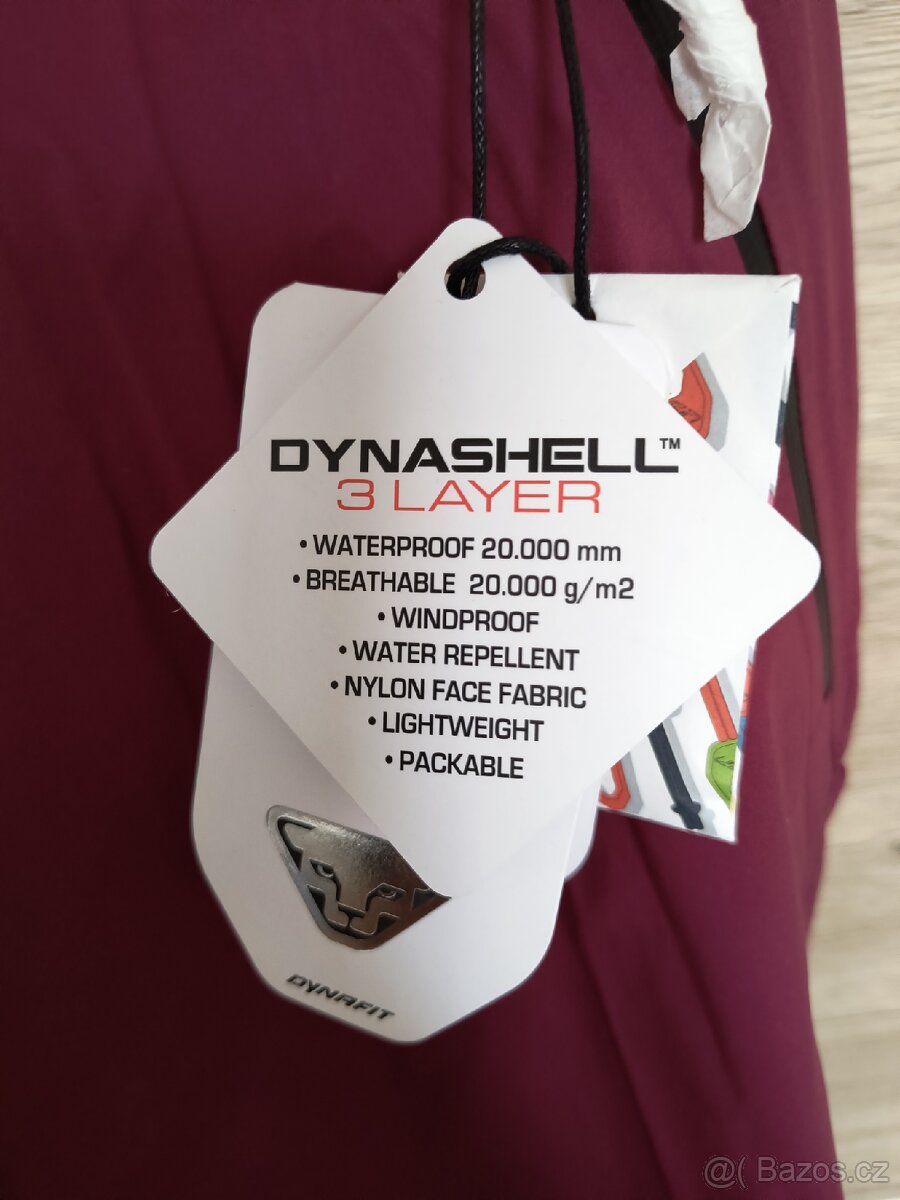 DYNASHELL™
3 LAYER
• WATERPROOF 20.000 mm
• BREATHABLE 20.000 g/m2
• WINDPROOF
• WATER REPELLENT
• NYLON FACE FABRIC
• LIGHTWEIGHT
• PACKABLE
DYNAFIT
@( Bazos.cz